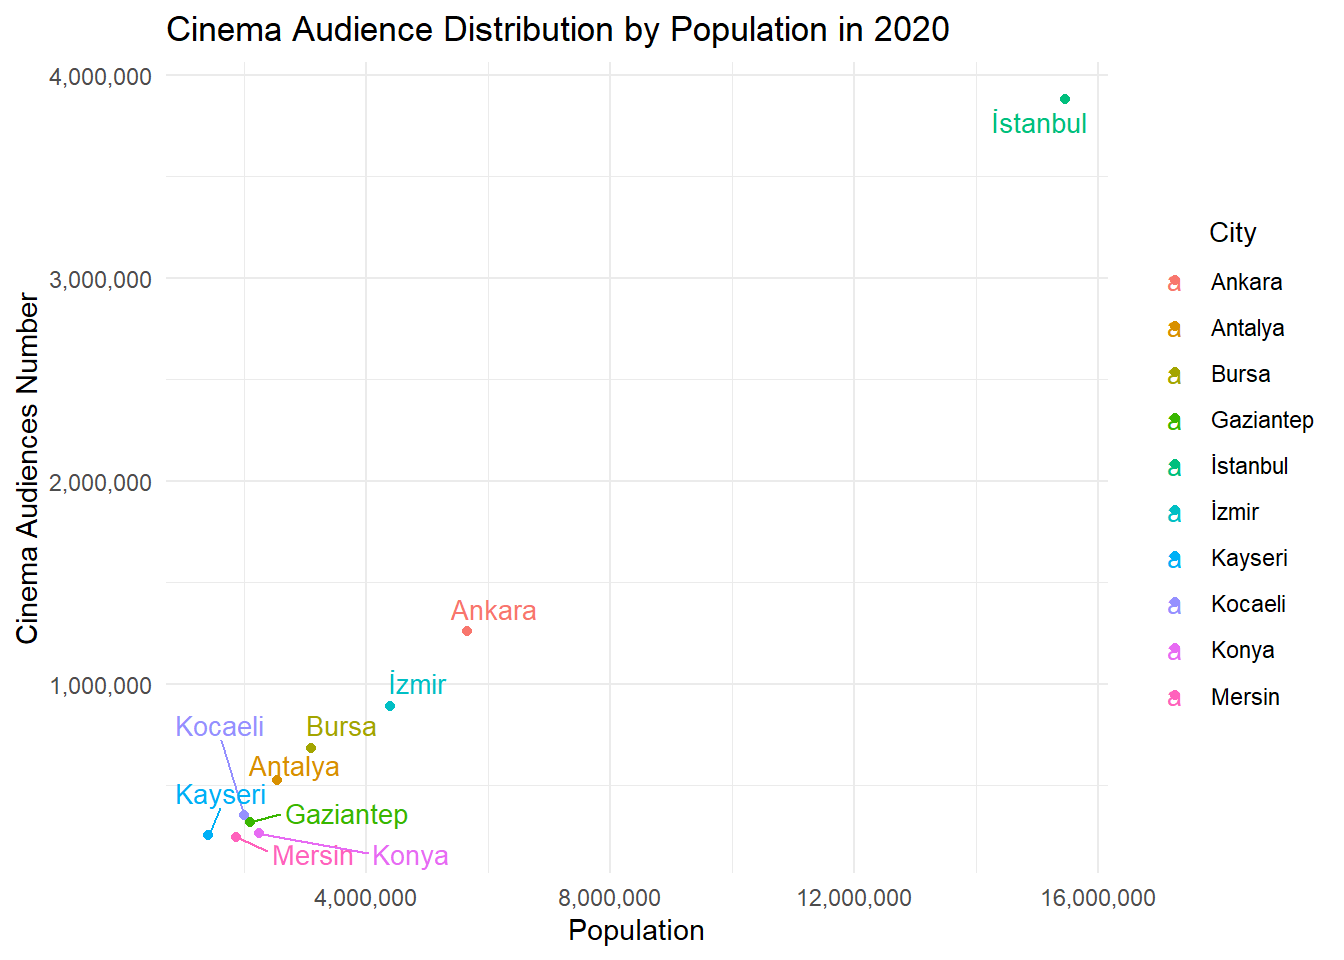 Cinema Audience Distribution by Population in 2020
Cinema Audiences Number
4,000,000
3,000,000
2,000,000
1,000,000
İstanbul
Ankara
İzmir
Kocaeli
Bursa
Antalya
Kayseri
Gaziantep
Mersin
Konya
4,000,000
8,000,000
12,000,000
16,000,000
Population
City
a Ankara
a Antalya
a Bursa
a Gaziantep
a İstanbul
a İzmir
a Kayseri
a Kocaeli
a Konya
a Mersin